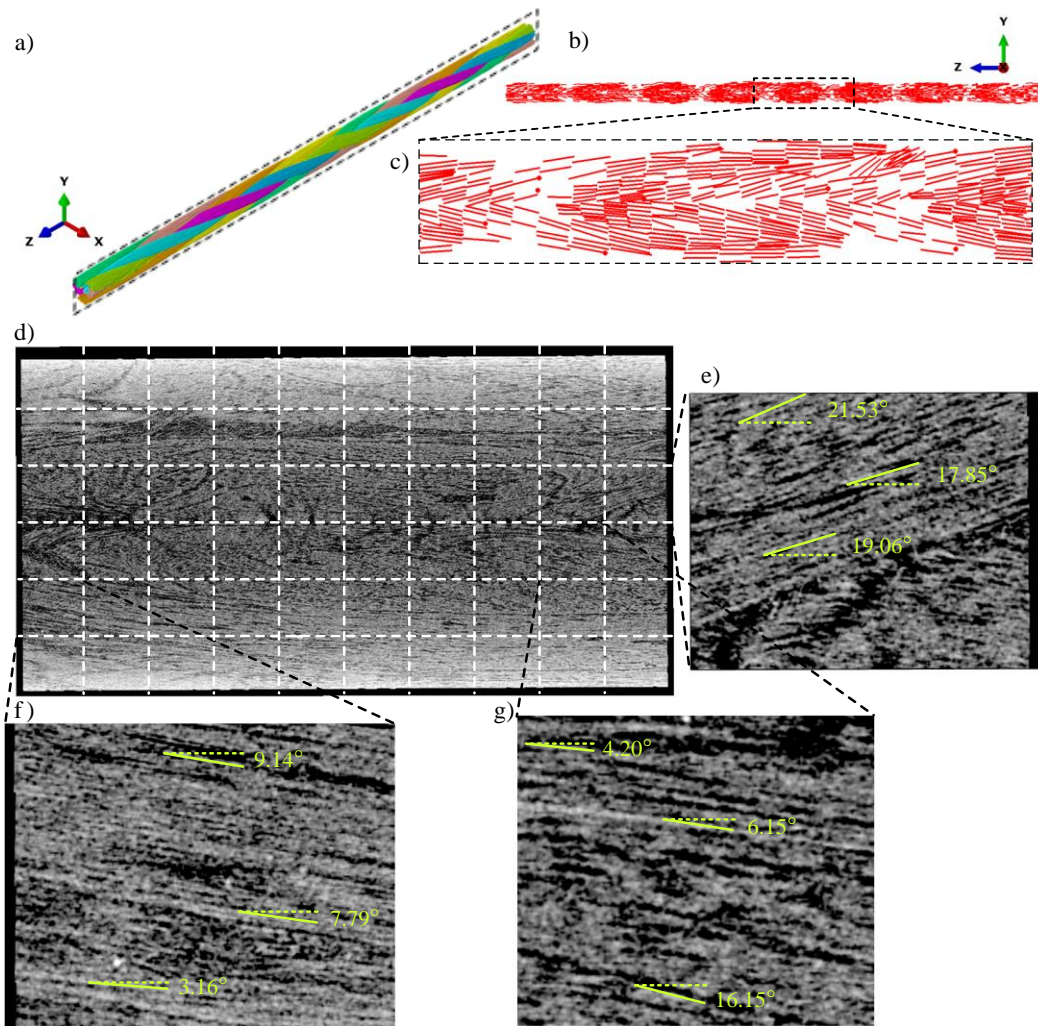 a)
b)
Y
Z
X
c)
Y
Z
X
d)
e)
21.53°
17.85°
19.06°
f)
g)
9.14°
7.79°
3.16°
4.20°
6.15°
16.15°